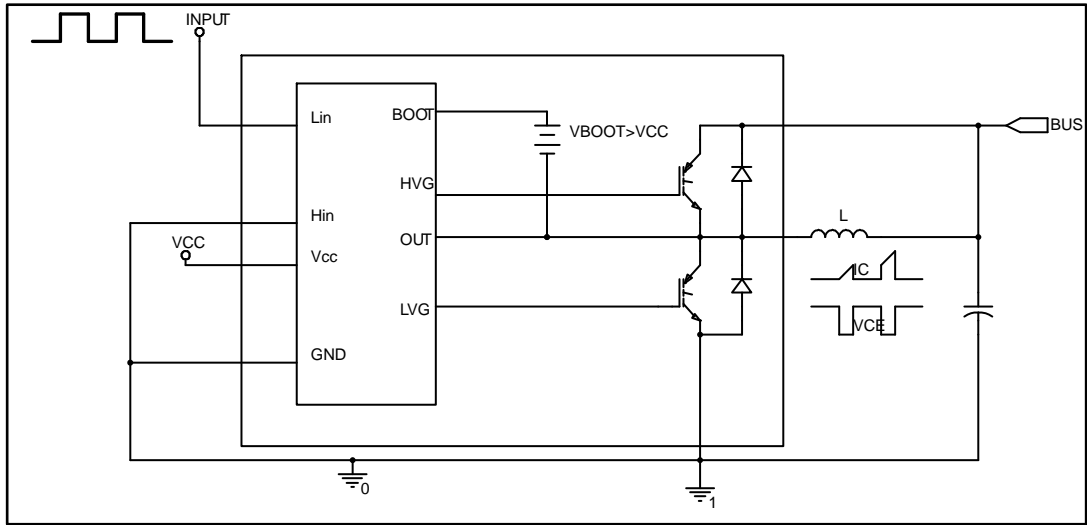 INPUT
Lin
BOOT
VBOOT>VCC
BUS
HVG
Hin
OUT
L
VCC
Vcc
IC
LVG
VCE
GND
0
1